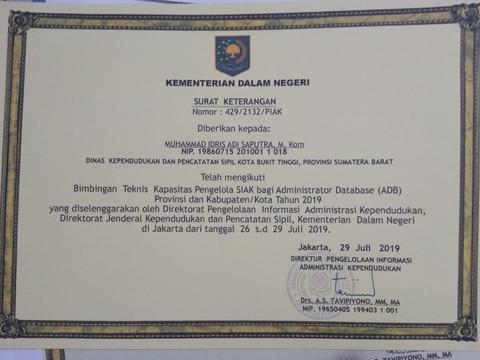 KEMENTERIAN DALAM NEGERI
SURAT KETERANGAN
Nomor : 429/2132/PIAK
Diberikan kepada:
MUHAMMAD IDRIS ADI SAPUTRA, M. Kom
NIP. 19860715 201001 1 018
DINAS KEPENDUDUKAN DAN PENCATATAN SIPIL KOTA BUKIT TINGGI, PROVINSI SUMATERA BARAT
Telah mengikuti
Bimbingan Teknis Kapasitas Pengelola SIAK bagi Administrator Database (ADB)
Provinsi dan Kabupaten/Kota Tahun 2019
yang diselenggarakan oleh Direktorat Pengelolaan Informasi Administrasi Kependudukan,
Direktorat Jenderal Kependudukan dan Pencatatan Sipil, Kementerian Dalam Negeri
di Jakarta dari tanggal 26 s.d 29 Juli 2019.
Jakarta, 29 Juli 2019
DIREKTUR PENGELOLAAN INFORMASI
ADMINISTRASI KEPENDUDUKAN
Drs. A.S. TAVIPIYONO, MM, MA
NIP. 19650405 199403 1 001
TAVIPIYONO, MM, MA